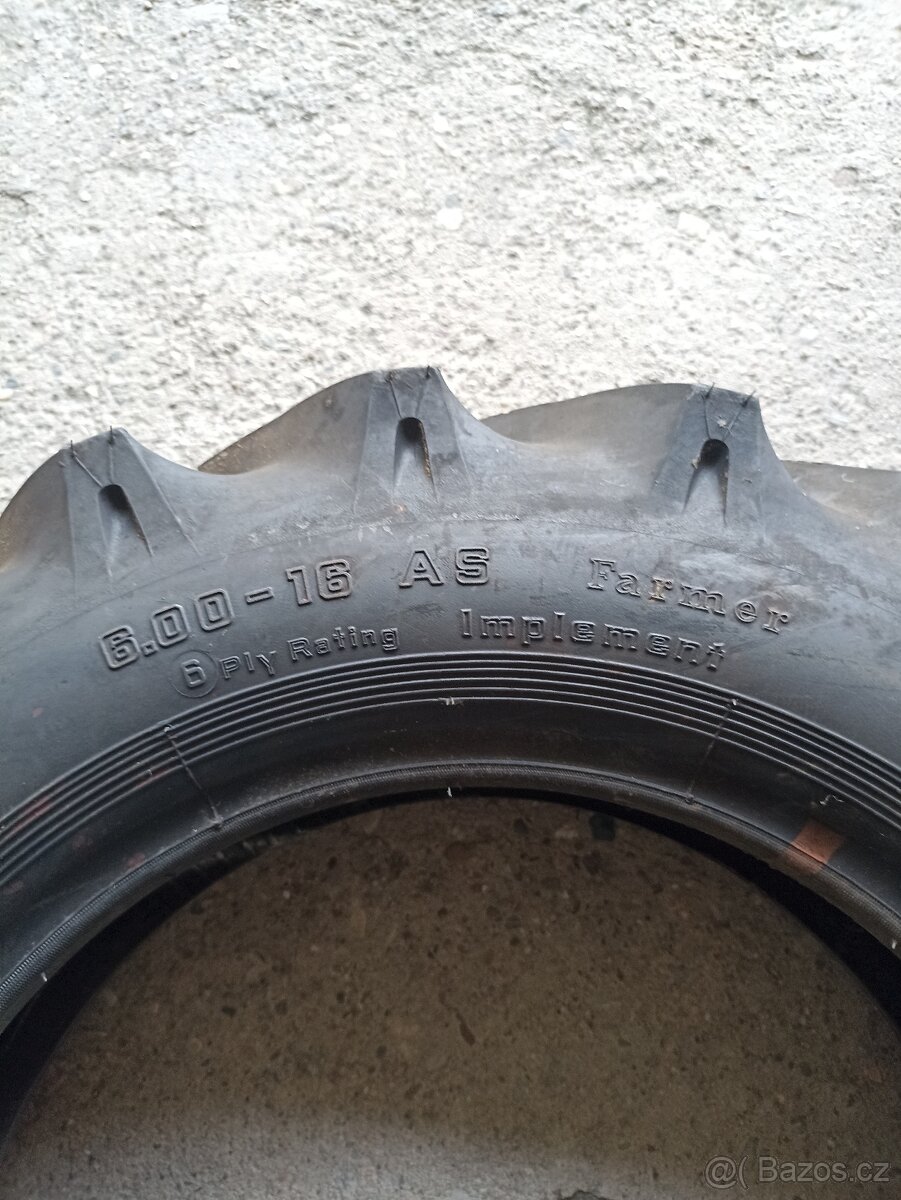 6.00-16 AS Farmer
6 Ply Rating Implement
@( Bazos.cz